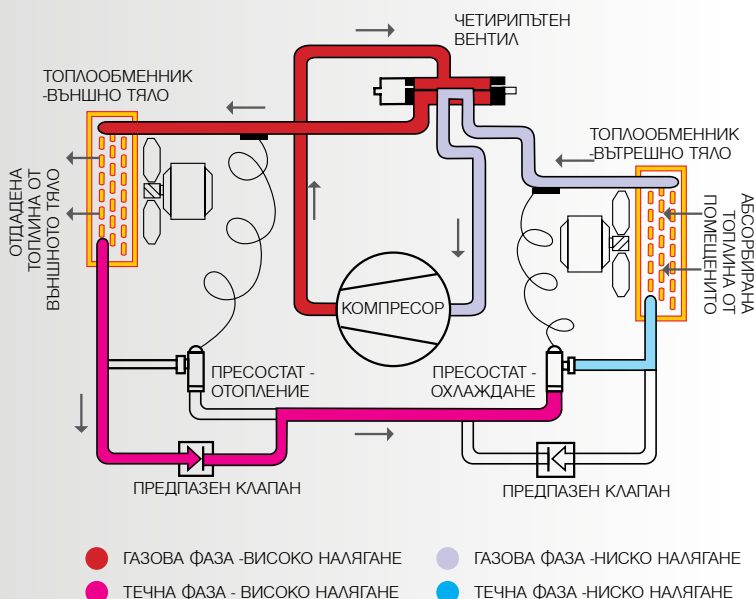 ЧЕТИРИПЪТЕН
ВЕНТИЛ
ТОПЛООБМЕННИК
-ВЪНШНО ТЯЛО
ТОПЛООБМЕННИК
-ВЪТРЕШНО ТЯЛО
ОТДАДЕНА
ТОПЛИНА ОТ
ВЪНШНОТО ТЯЛО
АБСОРБИРАНА
ТОПЛИНА ОТ
ПОМЕЩЕНИТО
КОМПРЕСОР
ПРЕСОСТАТ -
ОТОПЛЕНИЕ
ПРЕСОСТАТ -
ОХЛАЖДАНЕ
ПРЕДПАЗЕН КЛАПАН
ПРЕДПАЗЕН КЛАПАН
ГАЗОВА ФАЗА -ВИСОКО НАЛЯГАНЕ
ГАЗОВА ФАЗА -НИСКО НАЛЯГАНЕ
ТЕЧНА ФАЗА - ВИСОКО НАЛЯГАНЕ
ТЕЧНА ФАЗА -НИСКО НАЛЯГАНЕ